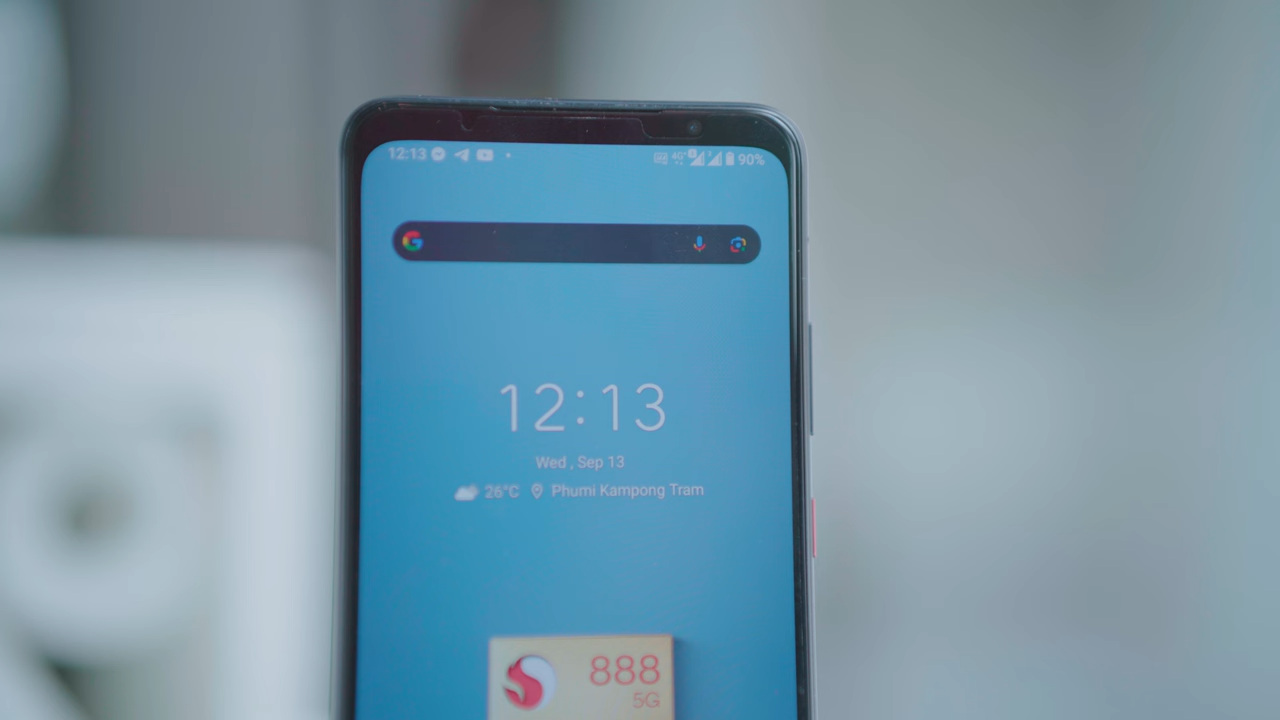 12:13 90%
12:13
Wed , Sep 13
26°C Phumi Kampong Tram
888
5G